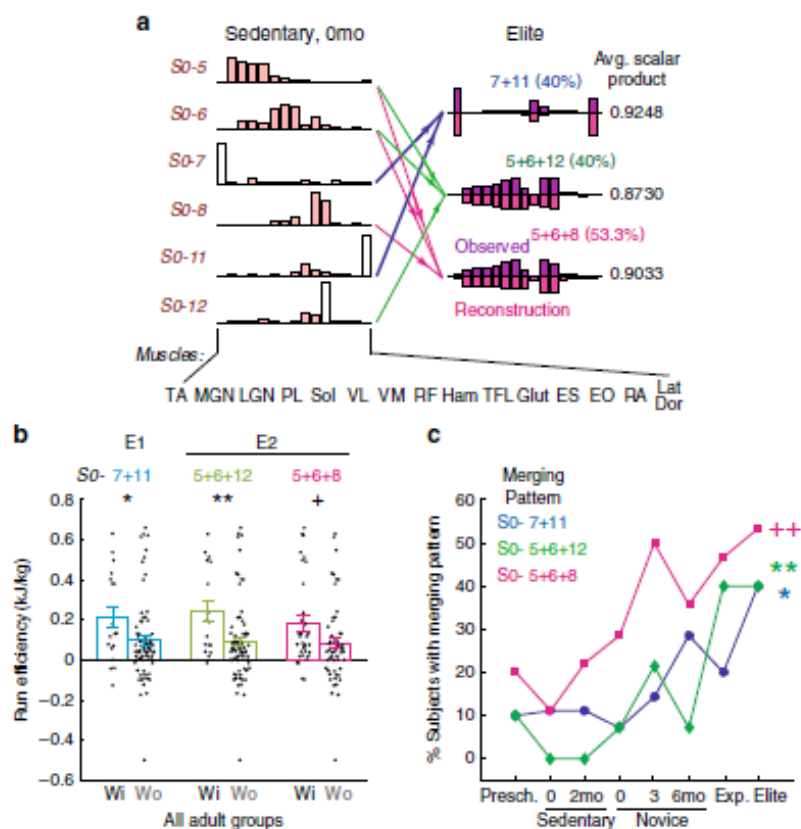 a
Sedentary, 0mo Elite
S0-5
S0-6
S0-7
S0-8
S0-11
S0-12
7+11 (40%) Avg. scalar product
0.9248
5+6+12 (40%)
0.8730
Observed 5+6+8 (53.3%)
0.9033
Reconstruction
Muscles:
TA MGN LGN PL Sol VL VM RF Ham TFL Glut ES EO RA Lat Dor
b
E1 E2
S0- 7+11 5+6+12 5+6+8
* ** +
Run efficiency (kJ/kg)
0.8
0.6
0.4
0.2
0
−0.2
−0.4
−0.6
Wi Wo Wi Wo Wi Wo
All adult groups
c
Merging
Pattern
S0- 7+11
S0- 5+6+12
S0- 5+6+8
++
**
*
% Subjects with merging pattern
60
50
40
30
20
10
0
Presch. 0 2mo 0 3 6mo Exp. Elite
Sedentary Novice